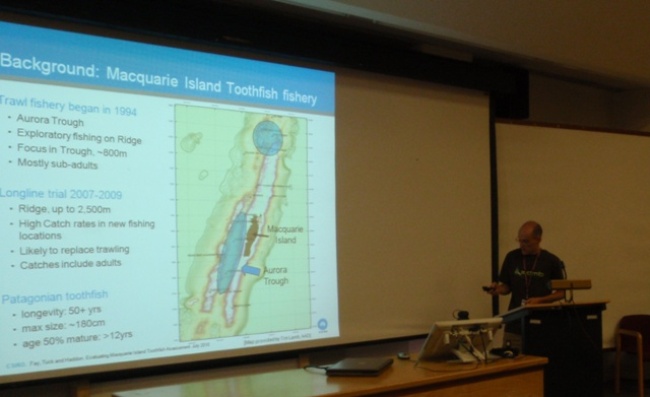 Background: Macquarie Island Toothfish fishery
Trawl fishery began in 1994
• Aurora Trough
• Exploratory fishing on Ridge
• Focus in Trough, ~800m
• Mostly sub-adults
Longline trial 2007-2009
• Ridge, up to 2,500m
• High Catch rates in new fishing
locations
• Likely to replace trawling
• Catches include adults
Patagonian toothfish
• longevity: 50+ yrs
• max size: ~180cm
• age 50% mature: >12yrs
Macquarie
Island
Aurora
Trough
CSIRO